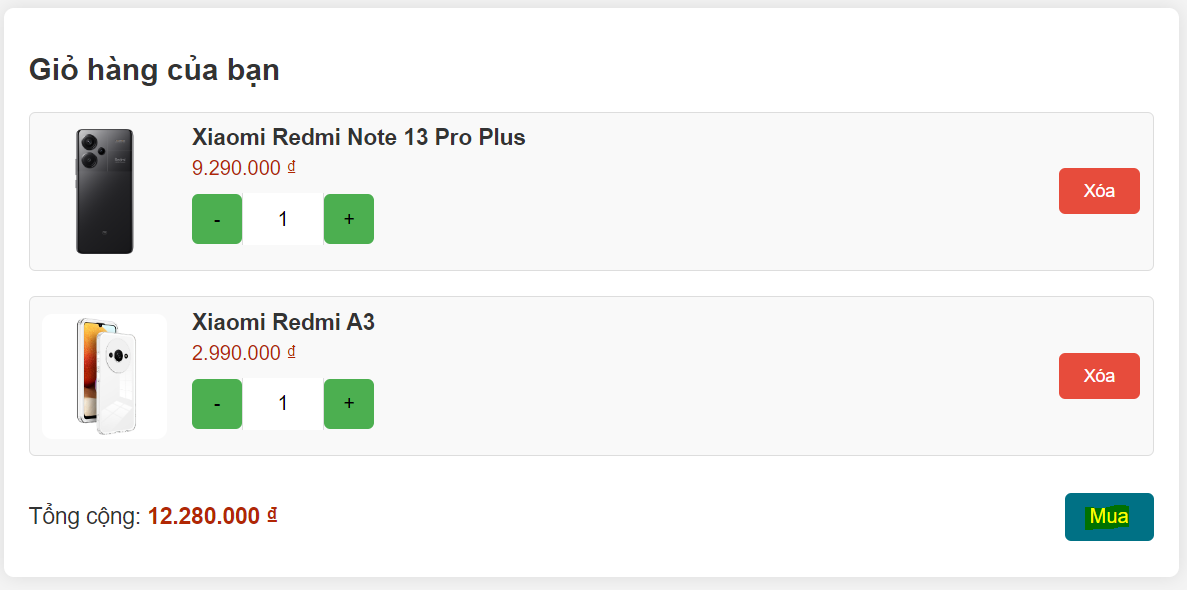 Giỏ hàng của bạn
Xiaomi Redmi Note 13 Pro Plus
9.290.000 ₫
- 1 +
Xóa
Xiaomi Redmi A3
2.990.000 ₫
- 1 +
Xóa
Tổng cộng: 12.280.000 ₫
Mua